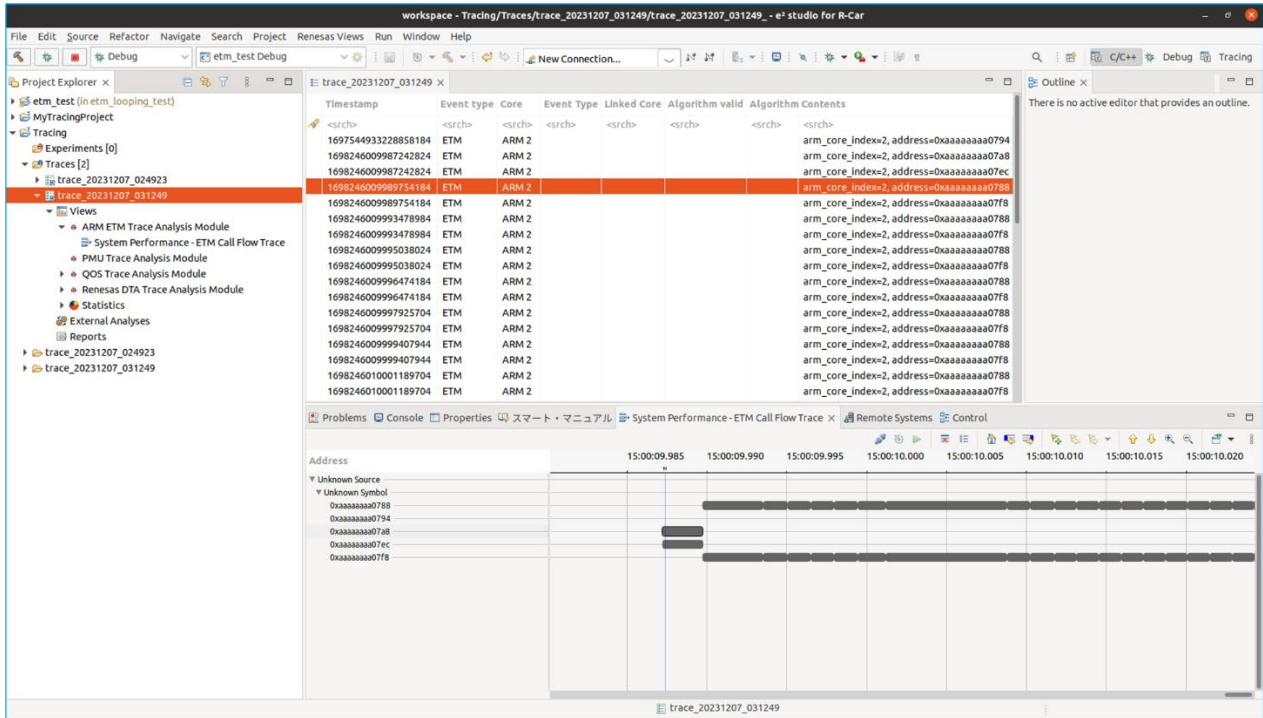 workspace - Tracing/Traces/trace_20231207_031249/trace_20231207_031249_ - e² studio for R-Car
File Edit Source Refactor Navigate Search Project Renesas Views Run Window Help
Debug etm_test Debug New Connection... C/C++ Debug Tracing
Project Explorer
etm_test (in etm_looping_test)
MyTracingProject
Tracing
Experiments [0]
Traces [2]
trace_20231207_024923
trace_20231207_031249
Views
ARM ETM Trace Analysis Module
System Performance - ETM Call Flow Trace
PMU Trace Analysis Module
QOS Trace Analysis Module
Renesas DTA Trace Analysis Module
Statistics
External Analyses
Reports
trace_20231207_024923
trace_20231207_031249
trace_20231207_031249
Timestamp Event type Core Event Type Linked Core Algorithm valid Algorithm Contents
<srch> <srch> <srch> <srch> <srch> <srch> <srch> <srch>
1697544933228858184 ETM ARM 2 arm_core_index=2, address=0xaaaaaaaa0794
1698246009987242824 ETM ARM 2 arm_core_index=2, address=0xaaaaaaaa07a8
1698246009987242824 ETM ARM 2 arm_core_index=2, address=0xaaaaaaaa07ec
1698246009989754184 ETM ARM 2 arm_core_index=2, address=0xaaaaaaaa0788
1698246009989754184 ETM ARM 2 arm_core_index=2, address=0xaaaaaaaa07f8
1698246009993478984 ETM ARM 2 arm_core_index=2, address=0xaaaaaaaa0788
1698246009993478984 ETM ARM 2 arm_core_index=2, address=0xaaaaaaaa07f8
1698246009995038024 ETM ARM 2 arm_core_index=2, address=0xaaaaaaaa0788
1698246009995038024 ETM ARM 2 arm_core_index=2, address=0xaaaaaaaa07f8
1698246009996474184 ETM ARM 2 arm_core_index=2, address=0xaaaaaaaa0788
1698246009996474184 ETM ARM 2 arm_core_index=2, address=0xaaaaaaaa07f8
1698246009997925704 ETM ARM 2 arm_core_index=2, address=0xaaaaaaaa0788
1698246009997925704 ETM ARM 2 arm_core_index=2, address=0xaaaaaaaa07f8
1698246009999407944 ETM ARM 2 arm_core_index=2, address=0xaaaaaaaa0788
1698246009999407944 ETM ARM 2 arm_core_index=2, address=0xaaaaaaaa07f8
1698246010001189704 ETM ARM 2 arm_core_index=2, address=0xaaaaaaaa0788
1698246010001189704 ETM ARM 2 arm_core_index=2, address=0xaaaaaaaa07f8
Outline
There is no active editor that provides an outline.
Problems Console Properties スマート・マニュアル System Performance - ETM Call Flow Trace Remote Systems Control
Address 15:00:09.985 15:00:09.990 15:00:09.995 15:00:10.000 15:00:10.005 15:00:10.010 15:00:10.015 15:00:10.020
Unknown Source
Unknown Symbol
0xaaaaaaaa0788
0xaaaaaaaa0794
0xaaaaaaaa07a8
0xaaaaaaaa07ec
0xaaaaaaaa07f8
trace_20231207_031249